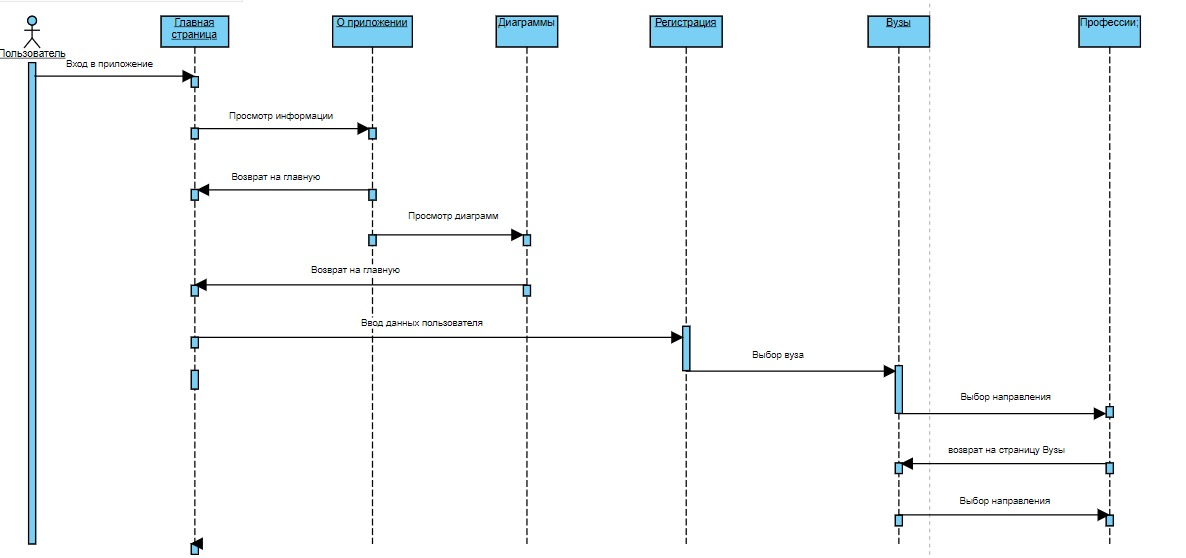 Главная
страница
О приложении
Диаграммы
Регистрация
Вузы
Профессии;
Пользователь
Вход в приложение
Просмотр информации
Возврат на главную
Просмотр диаграмм
Возврат на главную
Ввод данных пользователя
Выбор вуза
Выбор направления
возврат на страницу Вузы
Выбор направления